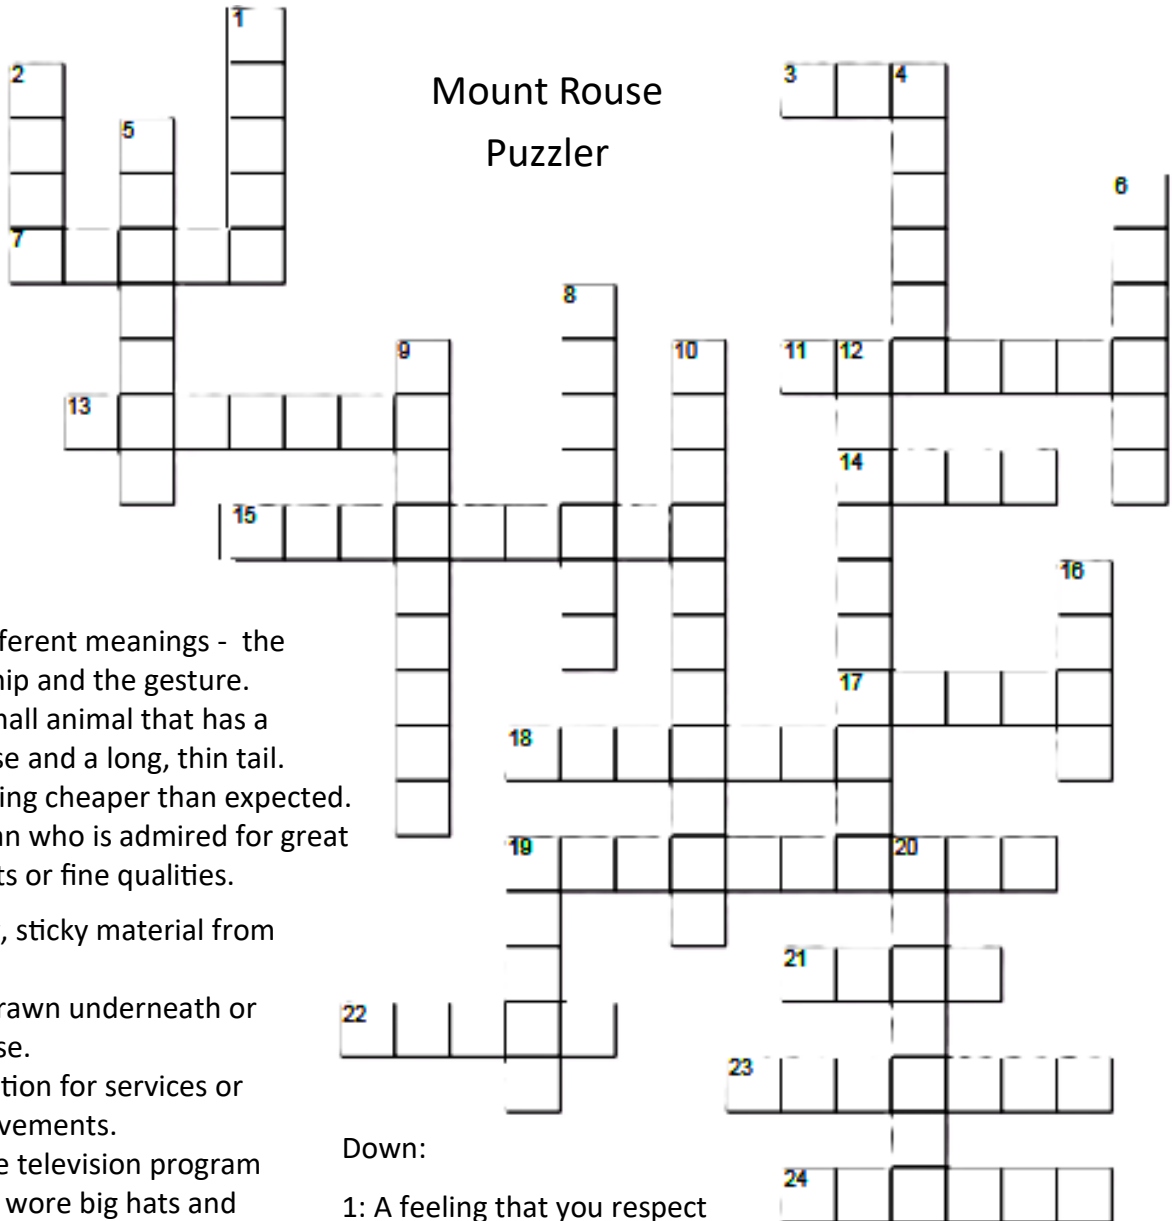 1
2
Mount Rouse
3 4
5
Puzzler
6
7
8
9 10 11 12
13
14
15
16
fferent meanings - the
hip and the gesture.
17
mall animal that has a
se and a long, thin tail.
18
ing cheaper than expected.
an who is admired for great
19 20
ts or fine qualities.
, sticky material from
21
rawn underneath or
22
se.
23
tion for services or
vements.
Down:
e television program
24
wore big hats and
1: A feeling that you respect